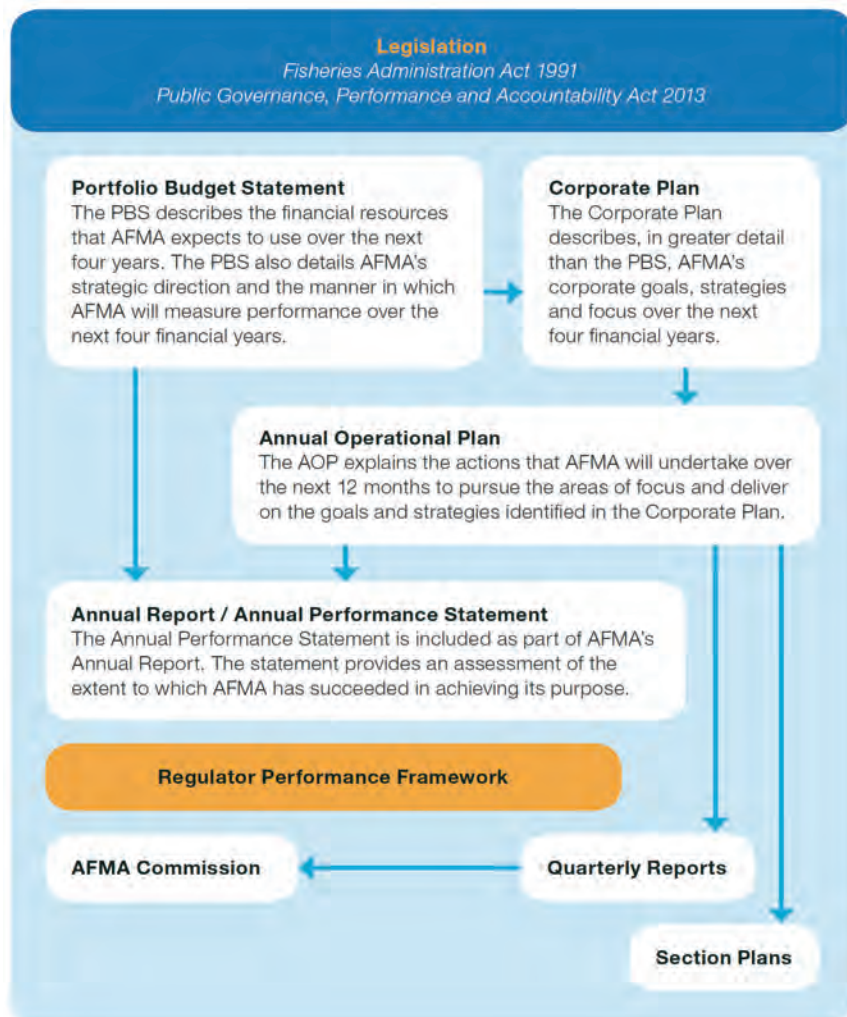 Legislation
Fisheries Administration Act 1991
Public Governance, Performance and Accountability Act 2013
Portfolio Budget Statement
The PBS describes the financial resources
that AFMA expects to use over the next
four years. The PBS also details AFMA's
strategic direction and the manner in which
AFMA will measure performance over the
next four financial years.
Corporate Plan
The Corporate Plan
describes, in greater detail
than the PBS, AFMA's
corporate goals, strategies
and focus over the next
four financial years.
Annual Operational Plan
The AOP explains the actions that AFMA will undertake over
the next 12 months to pursue the areas of focus and deliver
on the goals and strategies identified in the Corporate Plan.
Annual Report / Annual Performance Statement
The Annual Performance Statement is included as part of AFMA's
Annual Report. The statement provides an assessment of the
extent to which AFMA has succeeded in achieving its purpose.
Regulator Performance Framework
AFMA Commission
Quarterly Reports
Section Plans